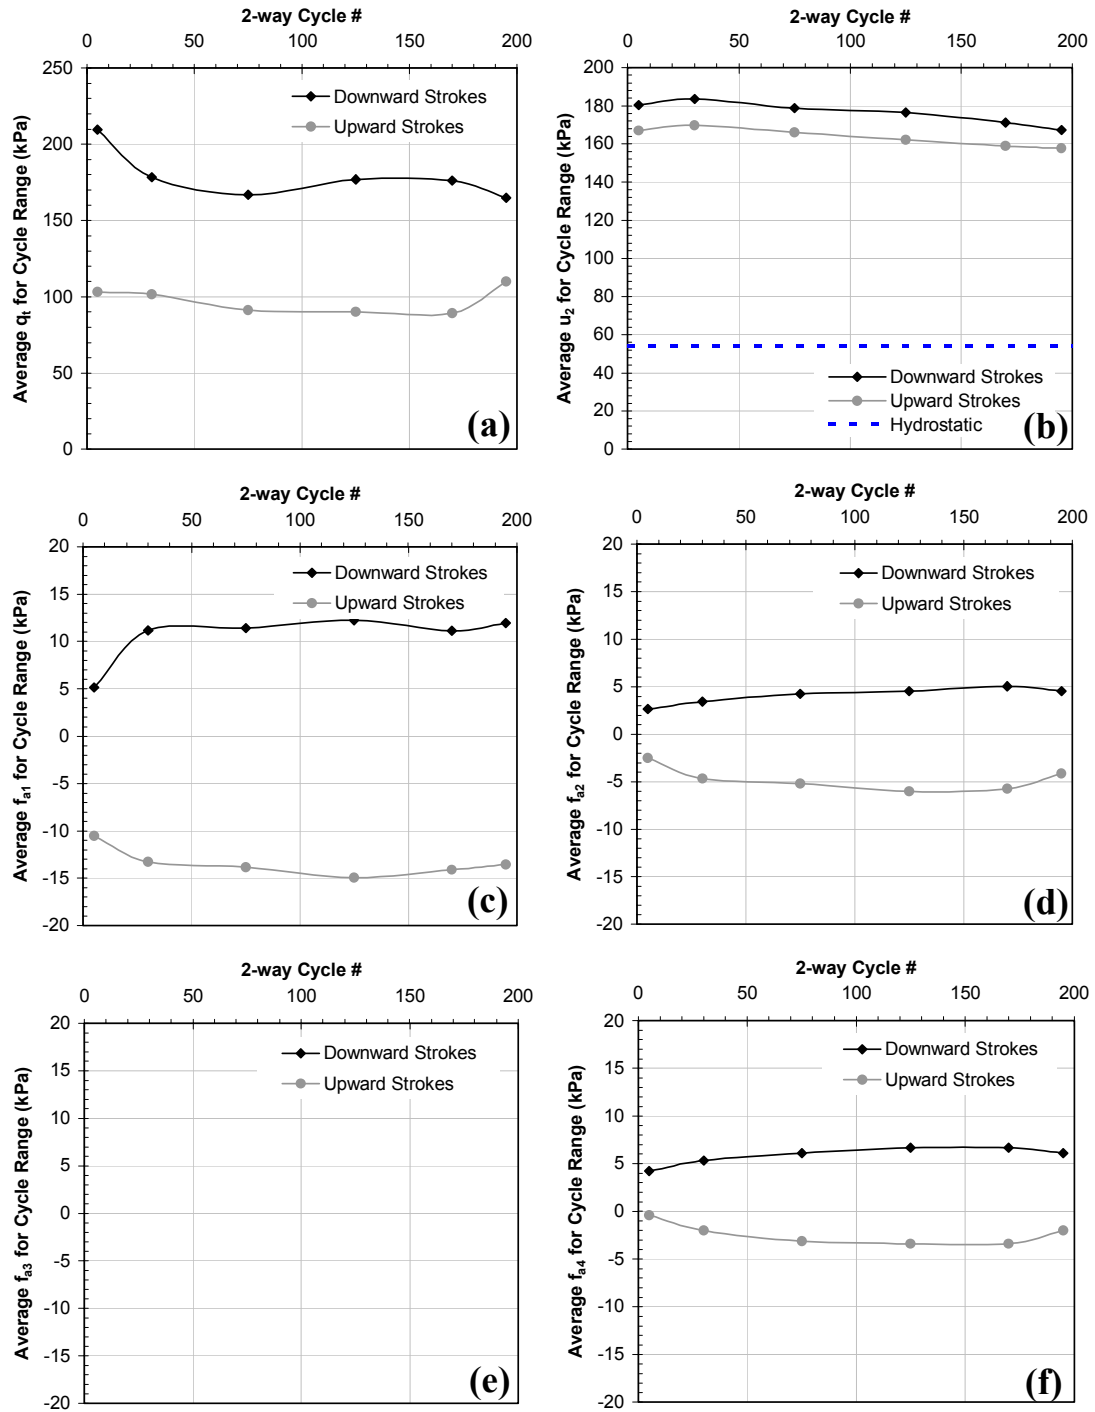 2-way Cycle #
0 50 100 150 200
250
200
150
100
50
0
Average qt for Cycle Range (kPa)
Downward Strokes
Upward Strokes
(a)
2-way Cycle #
0 50 100 150 200
200
180
160
140
120
100
80
60
40
20
0
Average u2 for Cycle Range (kPa)
Downward Strokes
Upward Strokes
Hydrostatic
(b)
2-way Cycle #
0 50 100 150 200
20
15
10
5
0
-5
-10
-15
-20
Average fa1 for Cycle Range (kPa)
Downward Strokes
Upward Strokes
(c)
2-way Cycle #
0 50 100 150 200
20
15
10
5
0
-5
-10
-15
-20
Average fa2 for Cycle Range (kPa)
Downward Strokes
Upward Strokes
(d)
2-way Cycle #
0 50 100 150 200
20
15
10
5
0
-5
-10
-15
-20
Average fa3 for Cycle Range (kPa)
Downward Strokes
Upward Strokes
(e)
2-way Cycle #
0 50 100 150 200
20
15
10
5
0
-5
-10
-15
-20
Average fa4 for Cycle Range (kPa)
Downward Strokes
Upward Strokes
(f)